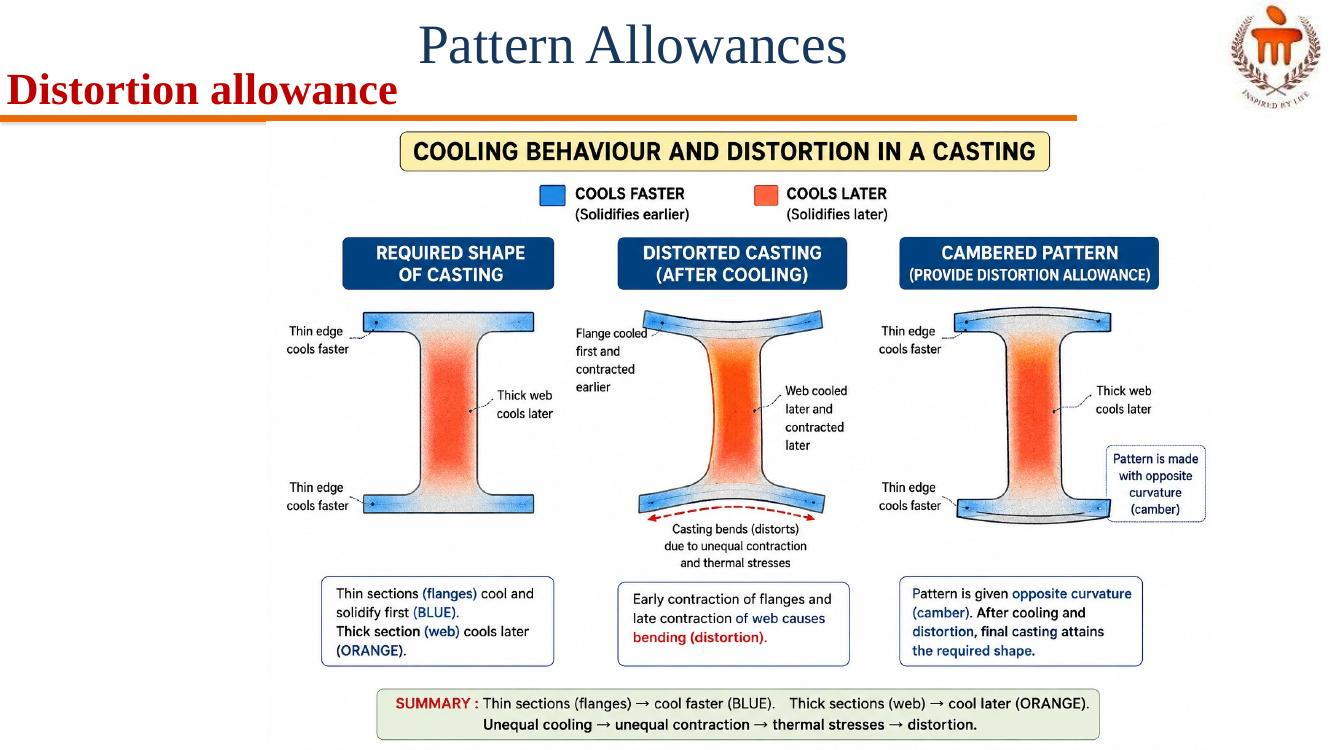 Pattern Allowances
Distortion allowance
INSPIRED BY LIFE
COOLING BEHAVIOUR AND DISTORTION IN A CASTING
COOLS FASTER
(Solidifies earlier)
COOLS LATER
(Solidifies later)
REQUIRED SHAPE
OF CASTING
Thin edge
cools faster
Thick web
cools later
Thin edge
cools faster
Thin sections (flanges) cool and
solidify first (BLUE).
Thick section (web) cools later
(ORANGE).
DISTORTED CASTING
(AFTER COOLING)
Flange cooled
first and
contracted
earlier
Web cooled
later and
contracted
later
Casting bends (distorts)
due to unequal contraction
and thermal stresses
Early contraction of flanges and
late contraction of web causes
bending (distortion).
CAMBERED PATTERN
(PROVIDE DISTORTION ALLOWANCE)
Thin edge
cools faster
Thick web
cools later
Thin edge
cools faster
Pattern is made
with opposite
curvature
(camber)
Pattern is given opposite curvature
(camber). After cooling and
distortion, final casting attains
the required shape.
SUMMARY : Thin sections (flanges) → cool faster (BLUE). Thick sections (web) → cool later (ORANGE).
Unequal cooling → unequal contraction → thermal stresses → distortion.